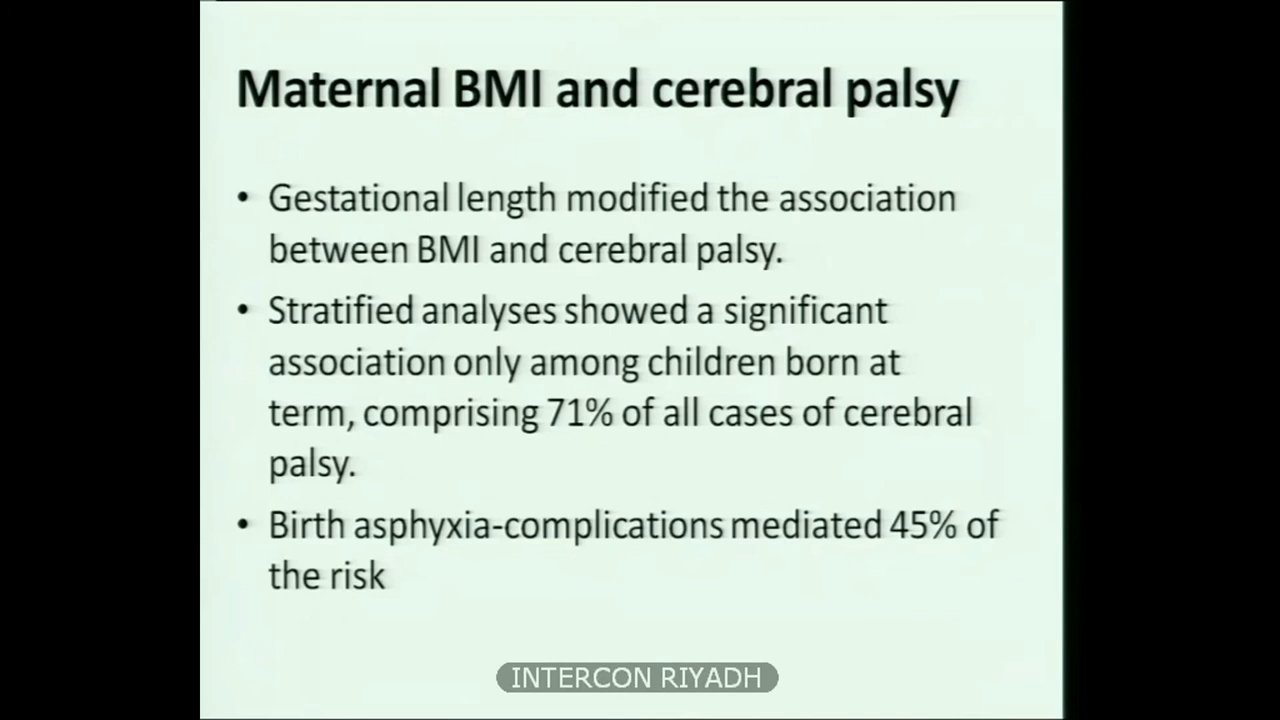 Maternal BMI and cerebral palsy
• Gestational length modified the association
between BMI and cerebral palsy.
• Stratified analyses showed a significant
association only among children born at
term, comprising 71% of all cases of cerebral
palsy.
• Birth asphyxia-complications mediated 45% of
the risk
INTERCON RIYADH